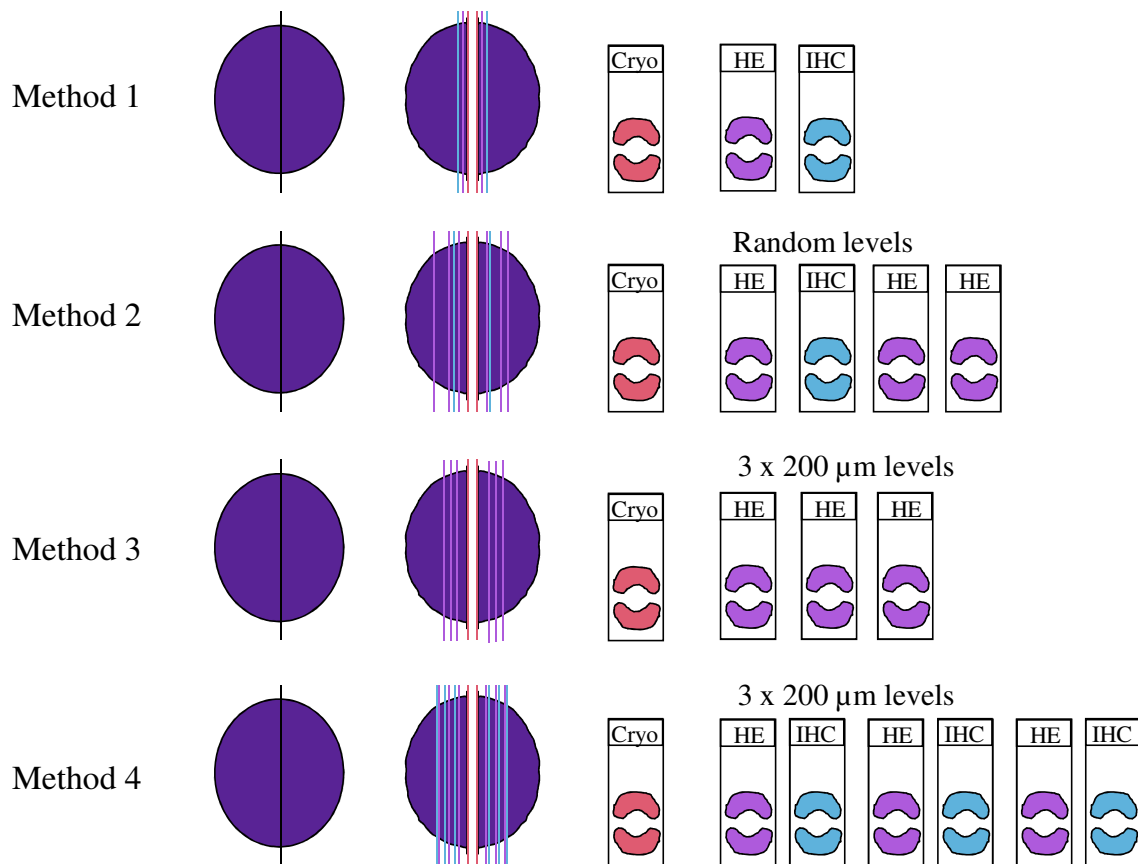 Method 1
Cryo HE IHC
Random levels
Method 2
Cryo HE IHC HE HE
3 x 200 µm levels
Method 3
Cryo HE HE HE
3 x 200 µm levels
Method 4
Cryo HE IHC HE IHC HE IHC